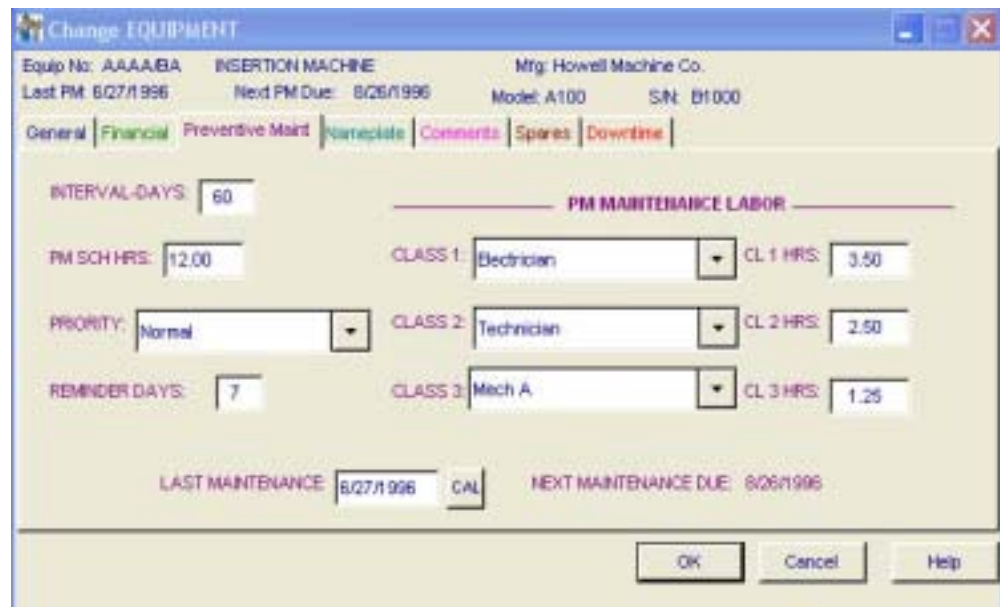 Change EQUIPMENT
Equip No: AAAA/BA INSERTION MACHINE Mfg: Howell Machine Co.
Last PM: 6/27/1996 Next PM Due: 8/26/1996 Model: A100 S/N: B1000
General Financial Preventive Maint Nameplate Comments Spares Downtime
INTERVAL-DAYS: 60
PM MAINTENANCE LABOR
PM SCH HRS: 12.00 CLASS 1: Electrician CL 1 HRS: 3.50
PRIORITY: Normal CLASS 2: Technician CL 2 HRS: 2.50
REMINDER DAYS: 7 CLASS 3: Mech A CL 3 HRS: 1.25
LAST MAINTENANCE: 6/27/1996 CAL NEXT MAINTENANCE DUE: 8/26/1996
OK Cancel Help